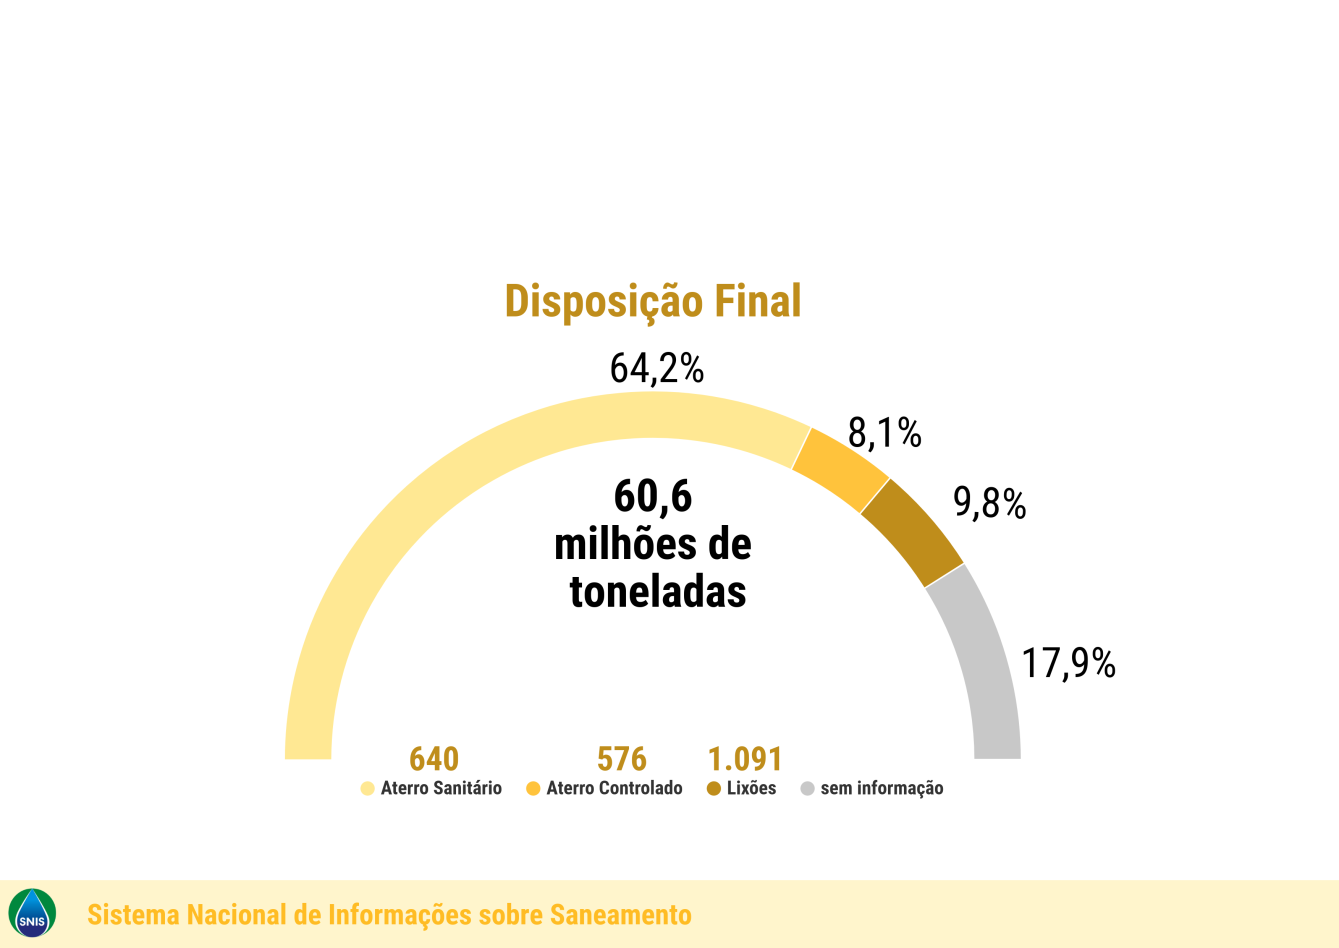 Disposição Final
64,2%
8,1%
9,8%
17,9%
60,6
milhões de
toneladas
640 576 1.091
Aterro Sanitário Aterro Controlado Lixões sem informação
SNIS Sistema Nacional de Informações sobre Saneamento